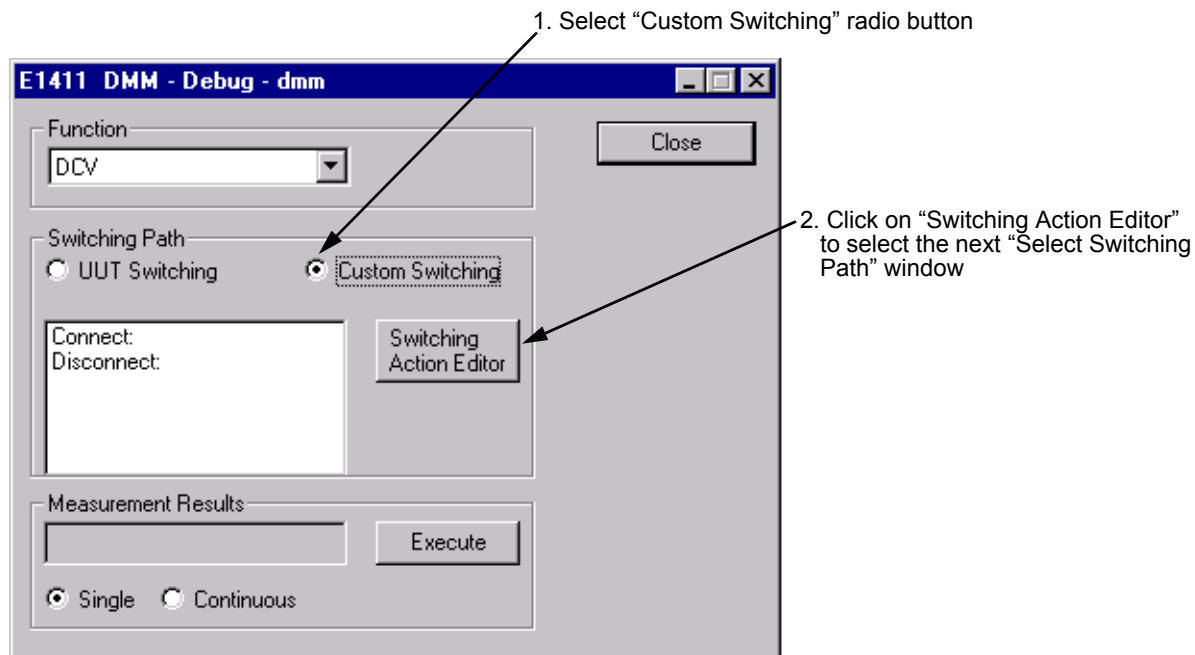 1. Select “Custom Switching” radio button
E1411 DMM - Debug - dmm
Function
DCV
Close
Switching Path
UUT Switching
Custom Switching
2. Click on “Switching Action Editor”
to select the next “Select Switching
Path” window
Connect:
Disconnect:
Switching
Action Editor
Measurement Results
Execute
Single
Continuous